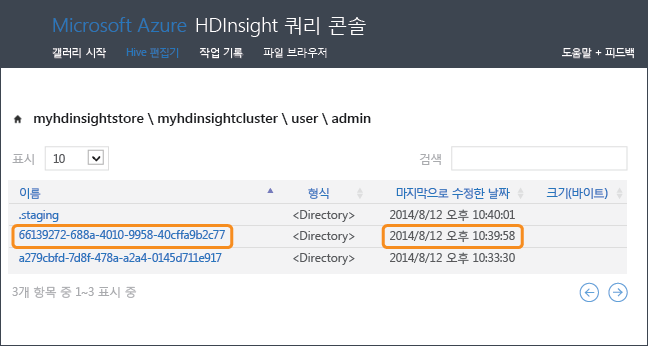 Microsoft Azure HDInsight 쿼리 콘솔
갤러리 시작 Hive 편집기 작업 기록 파일 브라우저 도움말 + 피드백
myhdinsightstore \ myhdinsightcluster \ user \ admin
표시 10 검색
이름 형식 마지막으로 수정한 날짜 크기(바이트)
.staging <Directory> 2014/8/12 오후 10:40:01
66139272-688a-4010-9958-40cffa9b2c77 <Directory> 2014/8/12 오후 10:39:58
a279cbfd-7d8f-478a-a2a4-0145d711e917 <Directory> 2014/8/12 오후 10:33:30
3개 항목 중 1~3 표시 중